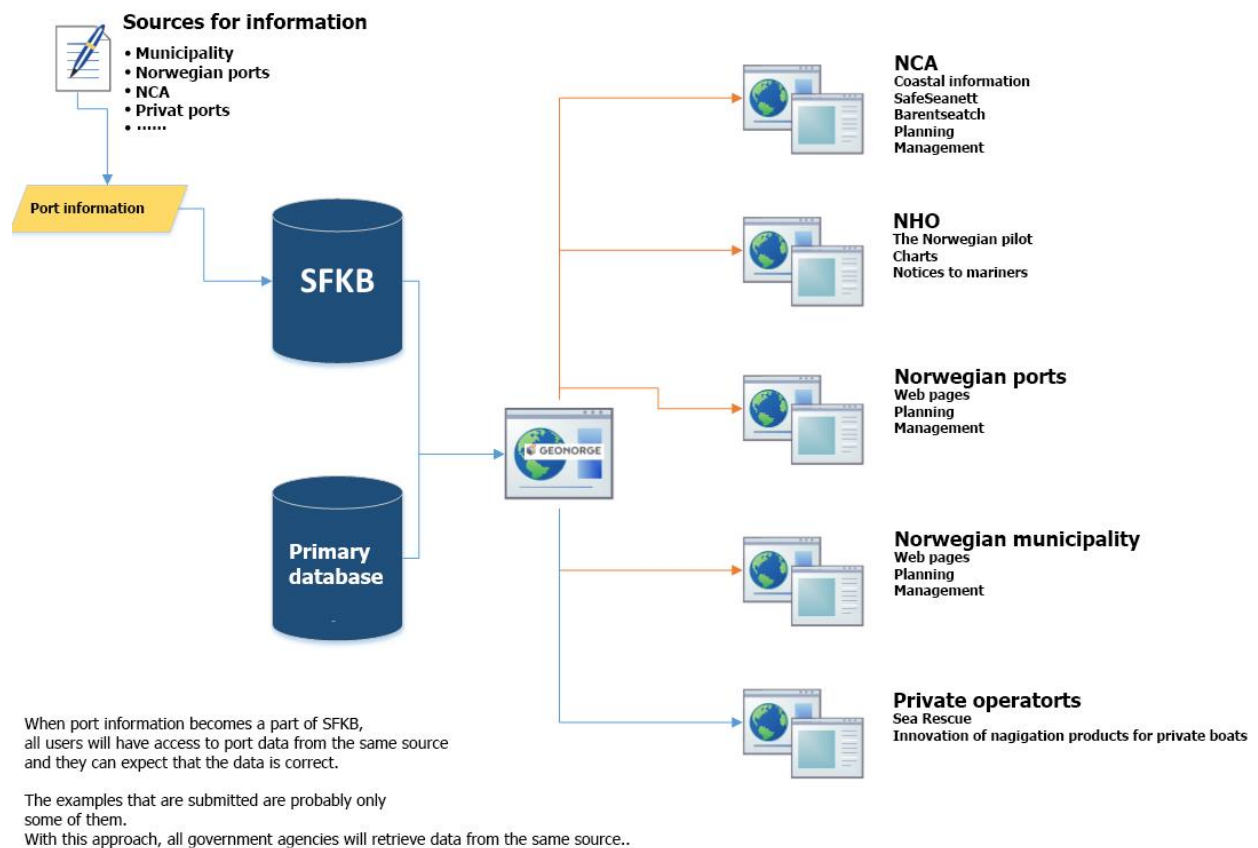 Sources for information
• Municipality
• Norwegian ports
• NCA
• Privat ports
• ······
Port information
SFKB
Primary
database
-
GEONORGE
NCA
Coastal information
SafeSeanett
Barentseatch
Planning
Management
NHO
The Norwegian pilot
Charts
Notices to mariners
Norwegian ports
Web pages
Planning
Management
Norwegian municipality
Web pages
Planning
Management
Private operatorts
Sea Rescue
Innovation of nagigation products for private boats
When port information becomes a part of SFKB,
all users will have access to port data from the same source
and they can expect that the data is correct.
The examples that are submitted are probably only
some of them.
With this approach, all government agencies will retrieve data from the same source..